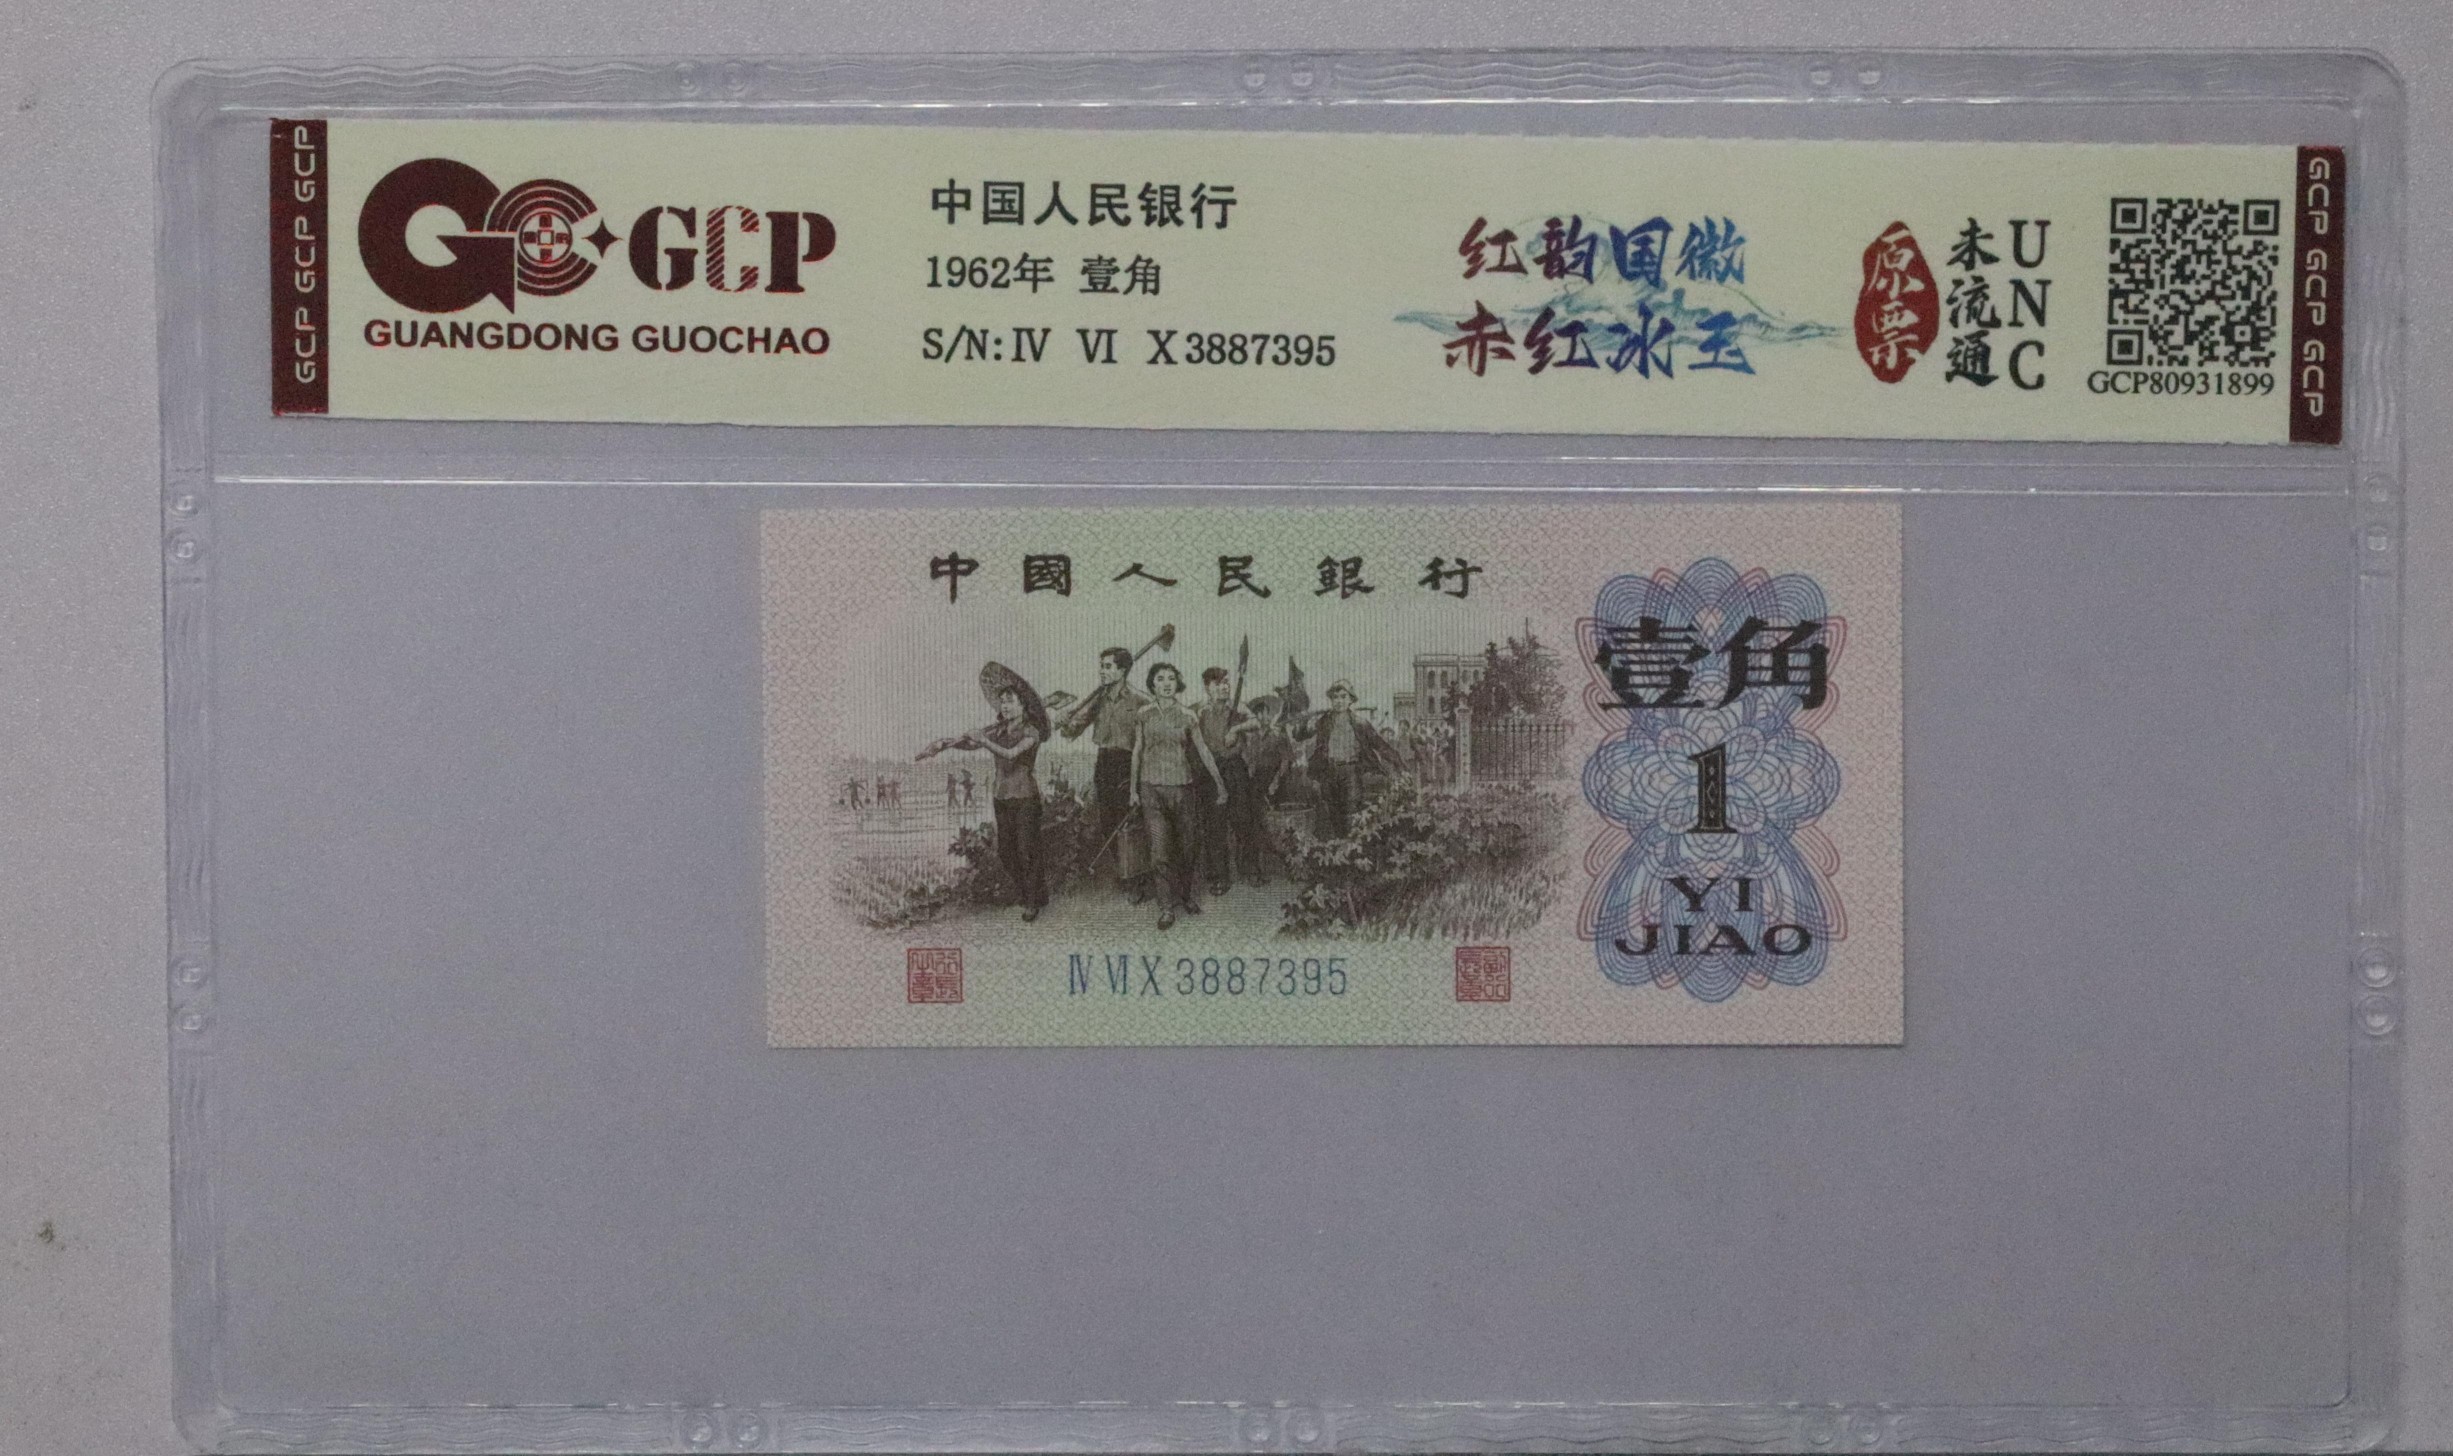 GCP GCP GCP
GCP
GUANGDONG GUOCHAO
中国人民银行
1962年 壹角
S/N: IV VI X 3887395
红韵国徽
赤红冰玉
原票
未流通
UNC
GCP80931899
GCP GCP GCP
中國人民銀行
壹角
1
YI
JIAO
IV VI X 3887395